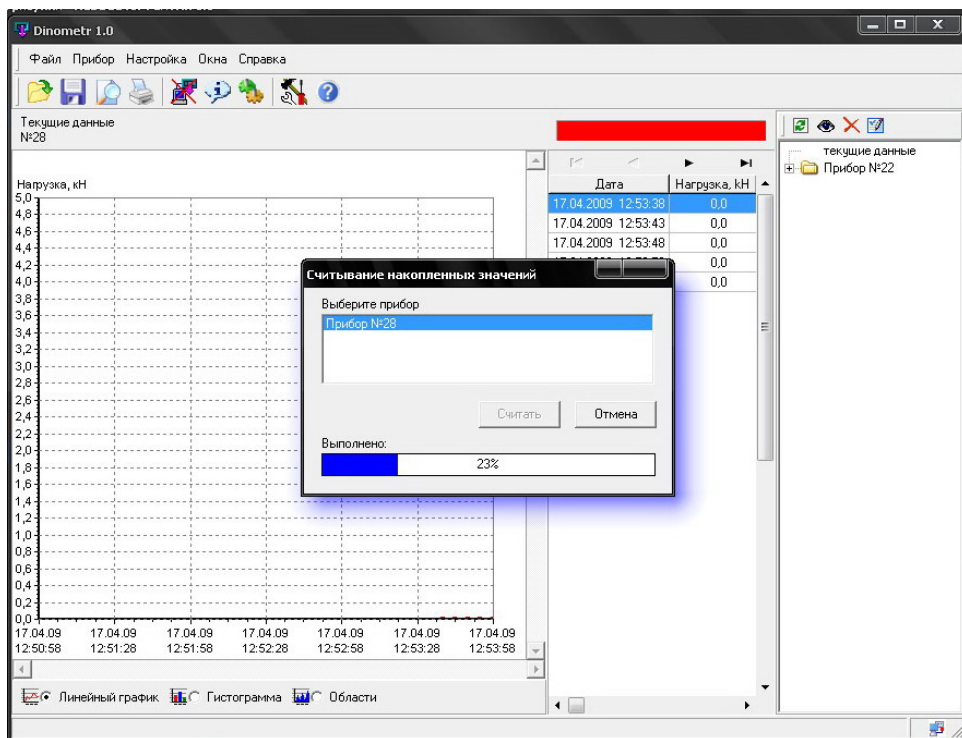 Dinometr 1.0
Файл Прибор Настройка Окна Справка
Текущие данные
№28
Нагрузка, кН
5,0
4,8
4,6
4,4
4,2
4,0
3,8
3,6
3,4
3,2
3,0
2,8
2,6
2,4
2,2
2,0
1,8
1,6
1,4
1,2
1,0
0,8
0,6
0,4
0,2
0,0
17.04.09 17.04.09 17.04.09 17.04.09 17.04.09 17.04.09 17.04.09
12:50:58 12:51:28 12:51:58 12:52:28 12:52:58 12:53:28 12:53:58
Линейный график Гистограмма Области
Дата Нагрузка, kH
17.04.2009 12:53:38 0,0
17.04.2009 12:53:43 0,0
17.04.2009 12:53:48 0,0
0,0
0,0
текущие данные
Прибор №22
Считывание накопленных значений
Выберите прибор
Прибор №28
Считать Отмена
Выполнено:
23%